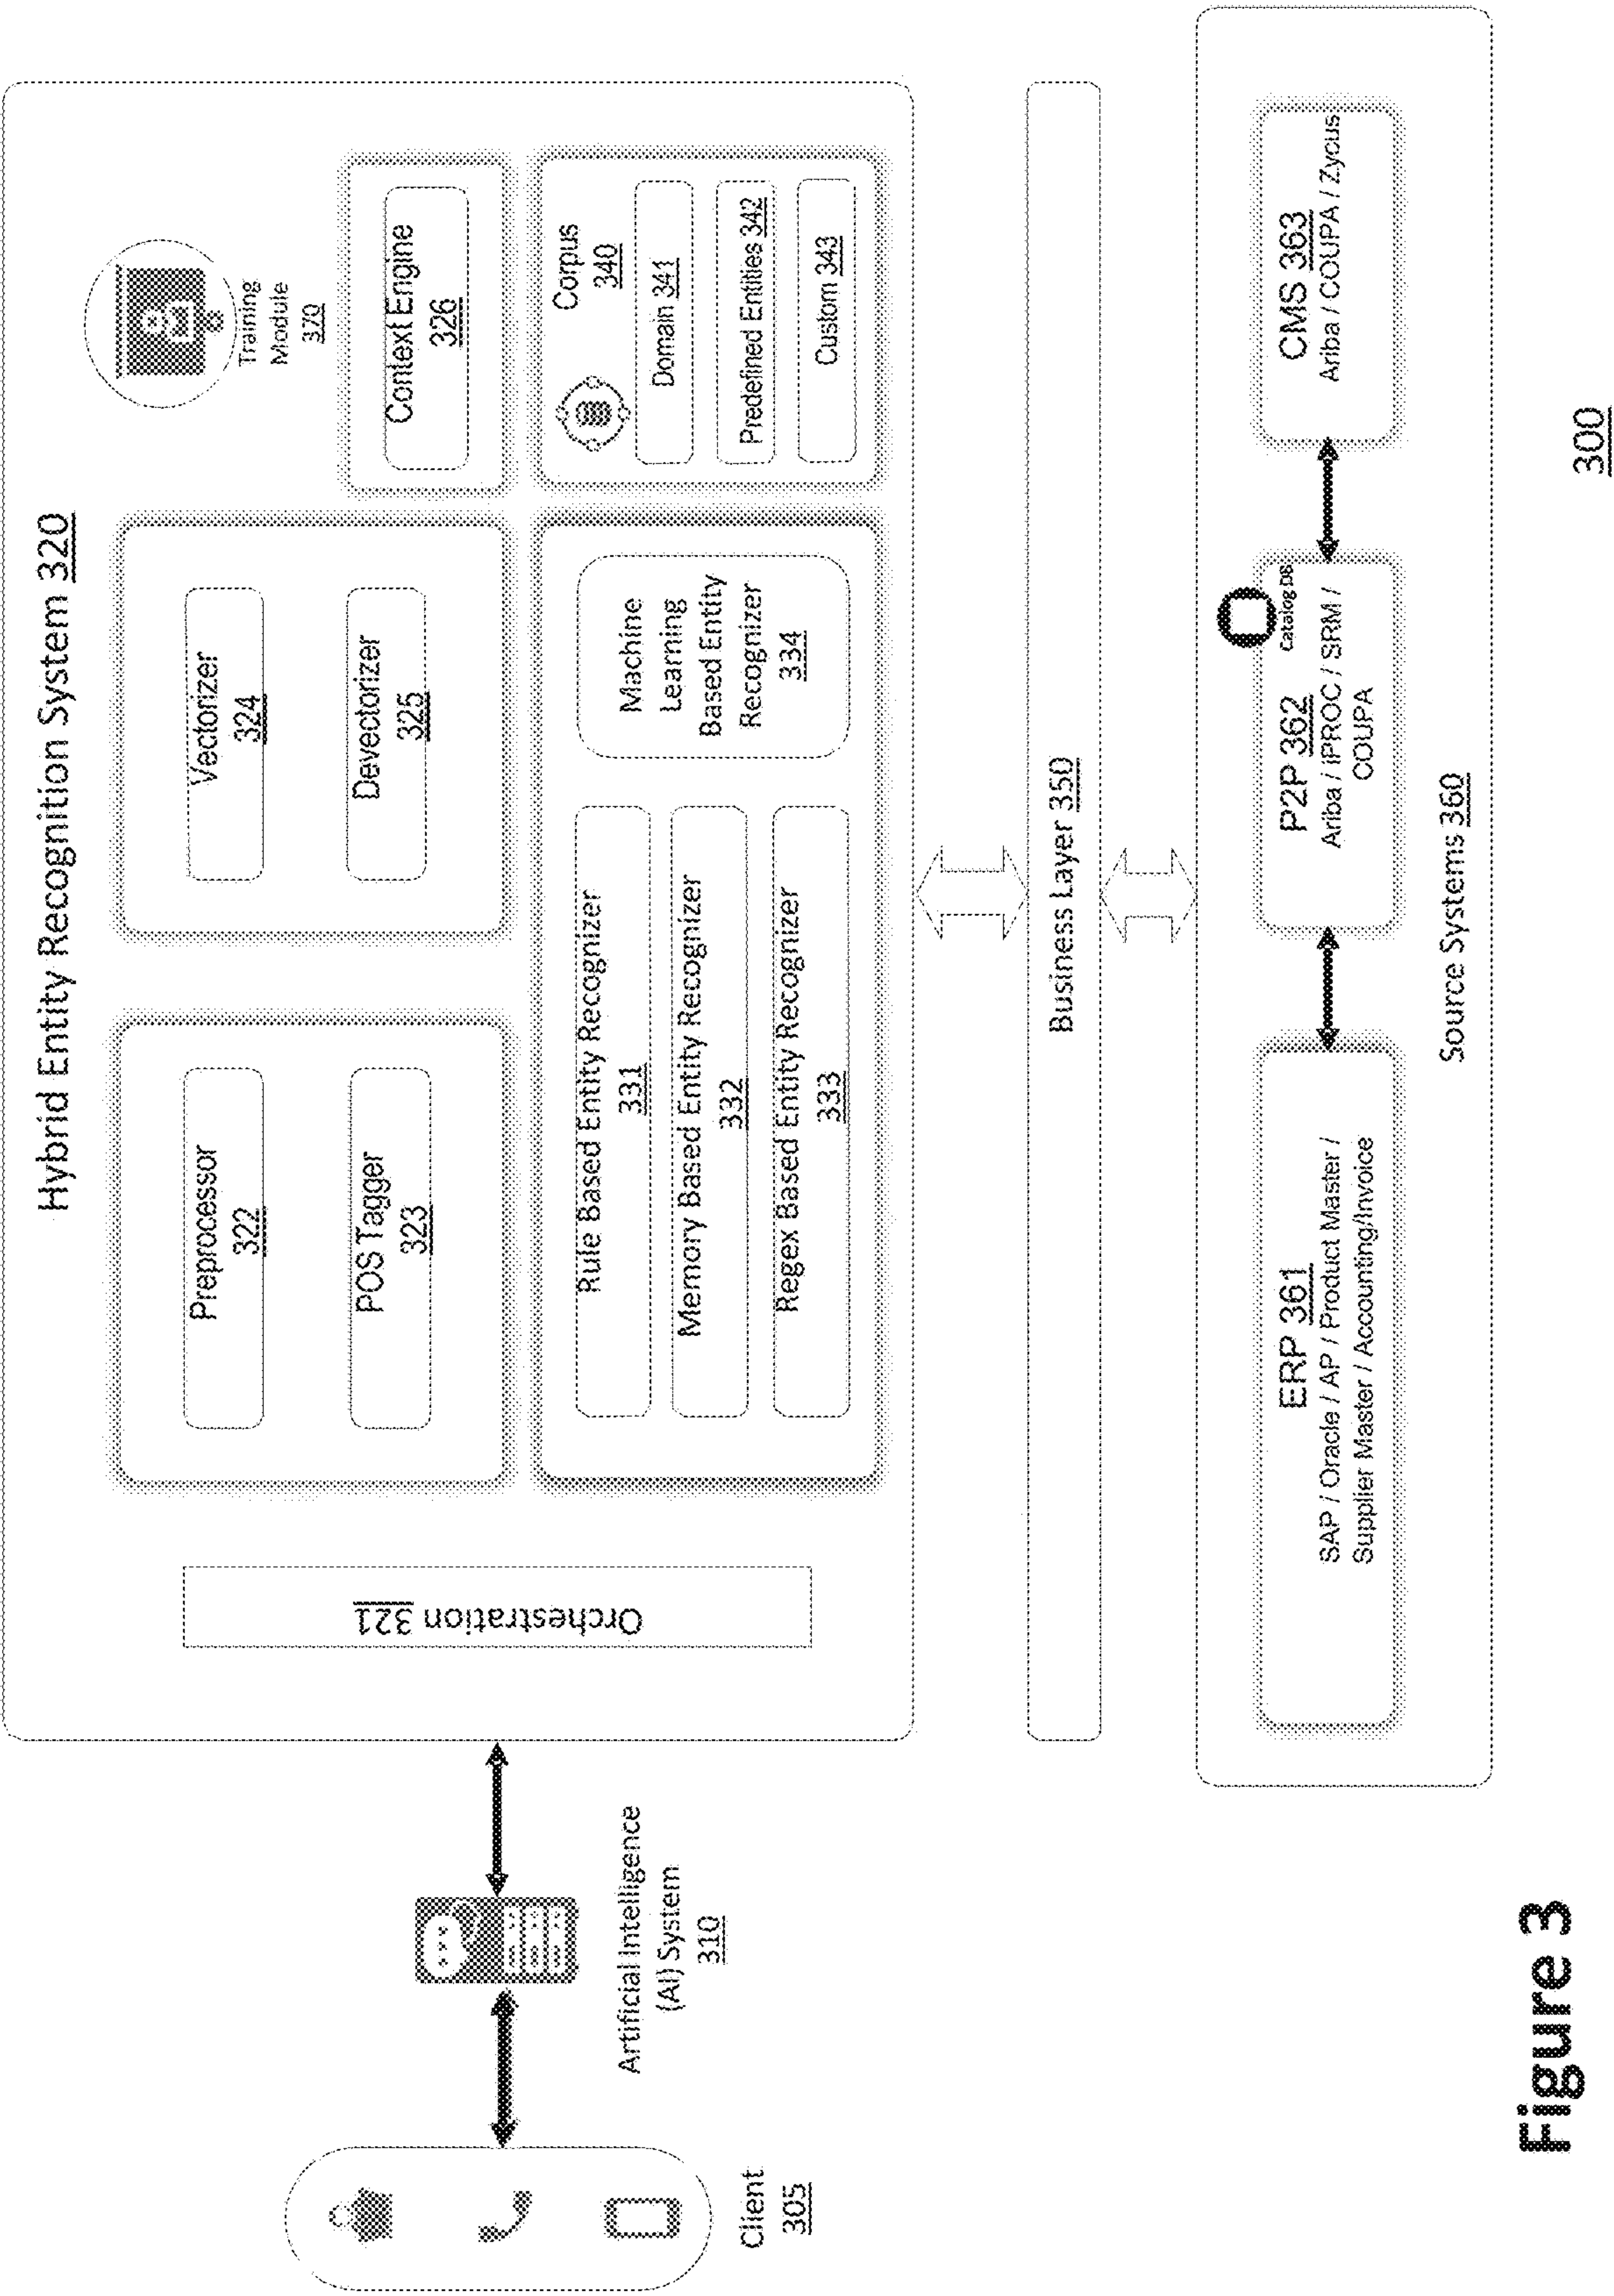 Hybrid Entity Recognition System 320
Orchestration 321
Preprocessor
322
POS Tagger
323
Vectorizer
324
Devectorizer
325
Training
Module
370
Context Engine
326
Rule Based Entity Recognizer
331
Memory Based Entity Recognizer
332
Regex Based Entity Recognizer
333
Machine
Learning
Based Entity
Recognizer
334
Corpus
340
Domain 341
Predefined Entities 342
Custom 343
Client
305
Artificial Intelligence
(AI) System
310
Business Layer 350
ERP 361
SAP / Oracle / AP / Product Master /
Supplier Master / Accounting/Invoice
P2P 362
Catalog DB
Ariba / iPROC / SRM /
COUPA
CMS 363
Ariba / COUPA / Zycus
Source Systems 360
300
Figure 3